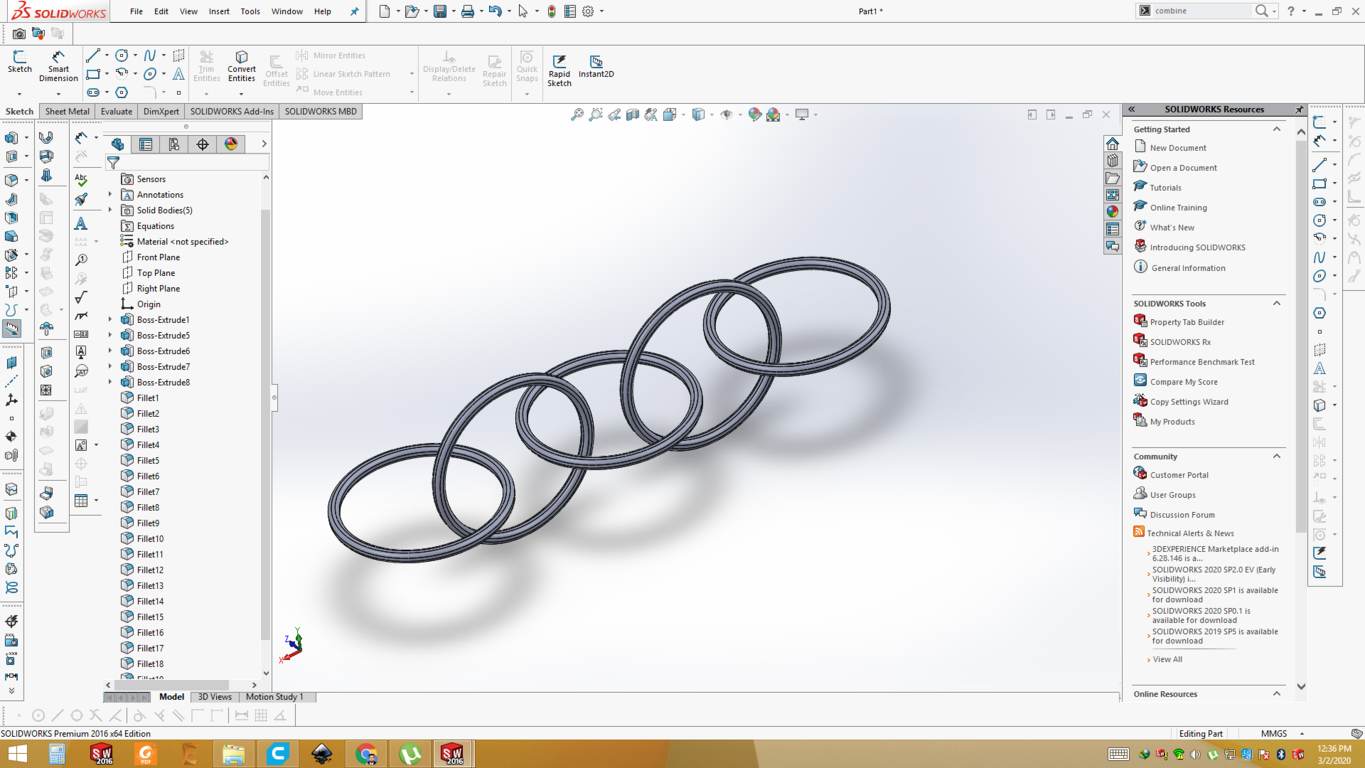 SOLIDWORKS
File Edit View Insert Tools Window Help
Part1 *
combine
Sketch
Smart Dimension
Trim Entities
Convert Entities
Offset Entities
Mirror Entities
Linear Sketch Pattern
Move Entities
Display/Delete Relations
Repair Sketch
Quick Snaps
Rapid Sketch
Instant2D
Sketch Sheet Metal Evaluate DimXpert SOLIDWORKS Add-Ins SOLIDWORKS MBD
Sensors
Annotations
Solid Bodies(5)
Equations
Material <not specified>
Front Plane
Top Plane
Right Plane
Origin
Boss-Extrude1
Boss-Extrude5
Boss-Extrude6
Boss-Extrude7
Boss-Extrude8
Fillet1
Fillet2
Fillet3
Fillet4
Fillet5
Fillet6
Fillet7
Fillet8
Fillet9
Fillet10
Fillet11
Fillet12
Fillet13
Fillet14
Fillet15
Fillet16
Fillet17
Fillet18
Y
Z
X
SOLIDWORKS Resources
Getting Started
New Document
Open a Document
Tutorials
Online Training
What's New
Introducing SOLIDWORKS
General Information
SOLIDWORKS Tools
Property Tab Builder
SOLIDWORKS Rx
Performance Benchmark Test
Compare My Score
Copy Settings Wizard
My Products
Community
Customer Portal
User Groups
Discussion Forum
Technical Alerts & News
3DEXPERIENCE Marketplace add-in
6.28.146 is a...
SOLIDWORKS 2020 SP2.0 EV (Early
Visibility) i...
SOLIDWORKS 2020 SP1 is available
for download
SOLIDWORKS 2020 SP0.1 is
available for download
SOLIDWORKS 2019 SP5 is available
for download
View All
Online Resources
Model 3D Views Motion Study 1
SOLIDWORKS Premium 2016 x64 Edition
Editing Part
MMGS
12:36 PM
3/2/2020